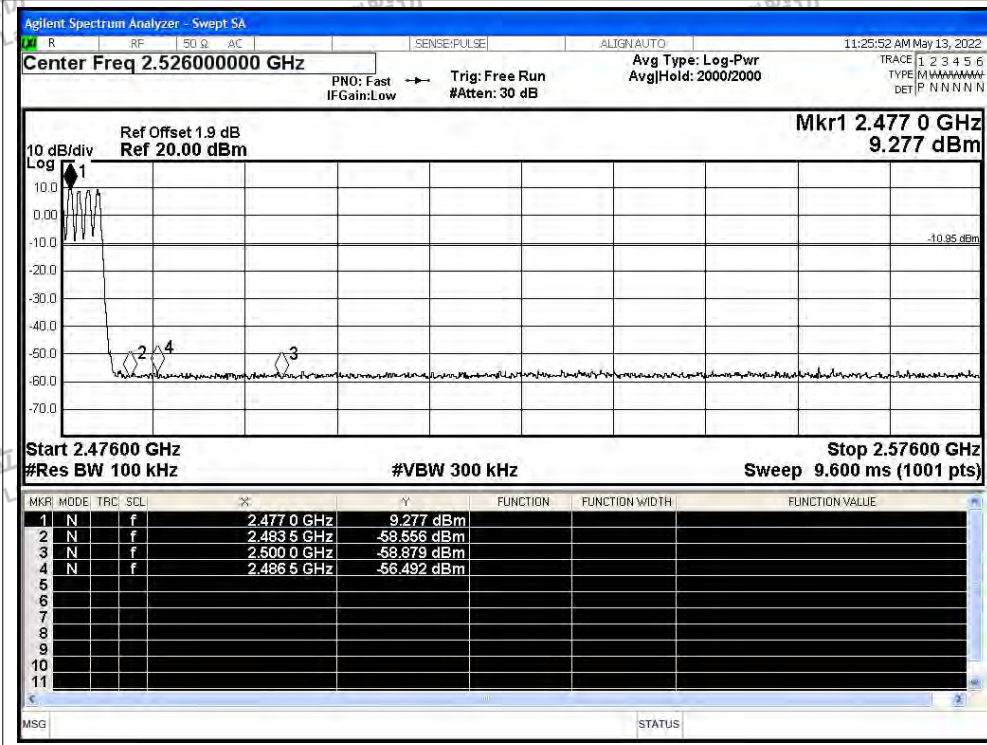 Agilent Spectrum Analyzer - Swept SA
LXI R RF 50 Ω AC SENSE:PULSE ALIGNAUTO 11:25:52 AM May 13, 2022
Center Freq 2.526000000 GHz
PNO: Fast
IFGain:Low
Trig: Free Run
#Atten: 30 dB
Avg Type: Log-Pwr
Avg|Hold: 2000/2000
TRACE 1 2 3 4 5 6
TYPE MWWWWW
DET P N N N N N
Mkr1 2.477 0 GHz
9.277 dBm
Ref Offset 1.9 dB
10 dB/div Ref 20.00 dBm
Log
1
10.0
0.00
-10.0
-10.95 dBm
-20.0
-30.0
-40.0
-50.0
2 4 3
-60.0
-70.0
Start 2.47600 GHz Stop 2.57600 GHz
#Res BW 100 kHz #VBW 300 kHz Sweep 9.600 ms (1001 pts)
MKR MODE TRC SCL X Y FUNCTION FUNCTION WIDTH FUNCTION VALUE
1 N f 2.477 0 GHz 9.277 dBm
2 N f 2.483 5 GHz -58.556 dBm
3 N f 2.500 0 GHz -58.879 dBm
4 N f 2.486 5 GHz -56.492 dBm
5
6
7
8
9
10
11
MSG STATUS